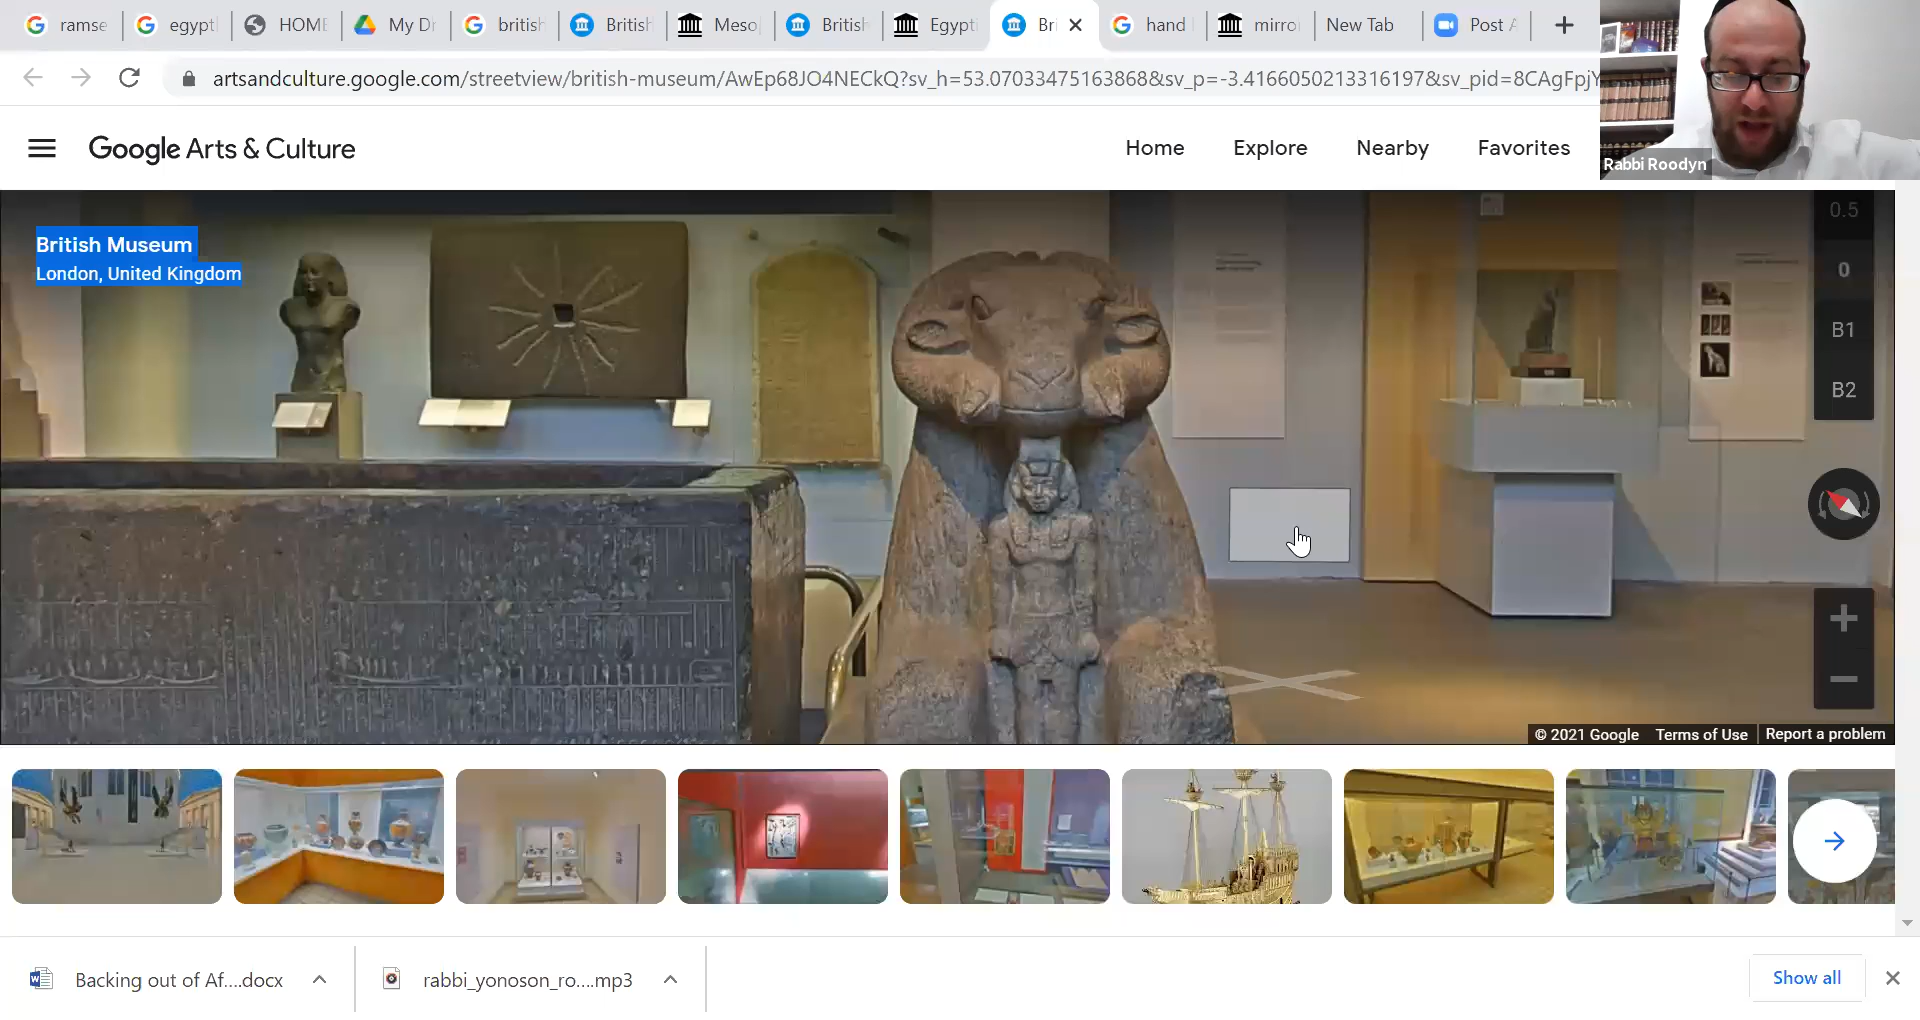 ramse
egypt
HOME
My Dr
british
British
Meso
British
Egypti
Bri
hand
mirro
New Tab
Post A
artsandculture.google.com/streetview/british-museum/AwEp68JO4NECkQ?sv_h=53.07033475163868&sv_p=-3.4166050213316197&sv_pid=8CAgFpjY
Google Arts & Culture
Home
Explore
Nearby
Favorites
Rabbi Roodyn
British Museum
London, United Kingdom
0.5
0
B1
B2
© 2021 Google
Terms of Use
Report a problem
Backing out of Af....docx
rabbi_yonoson_ro....mp3
Show all